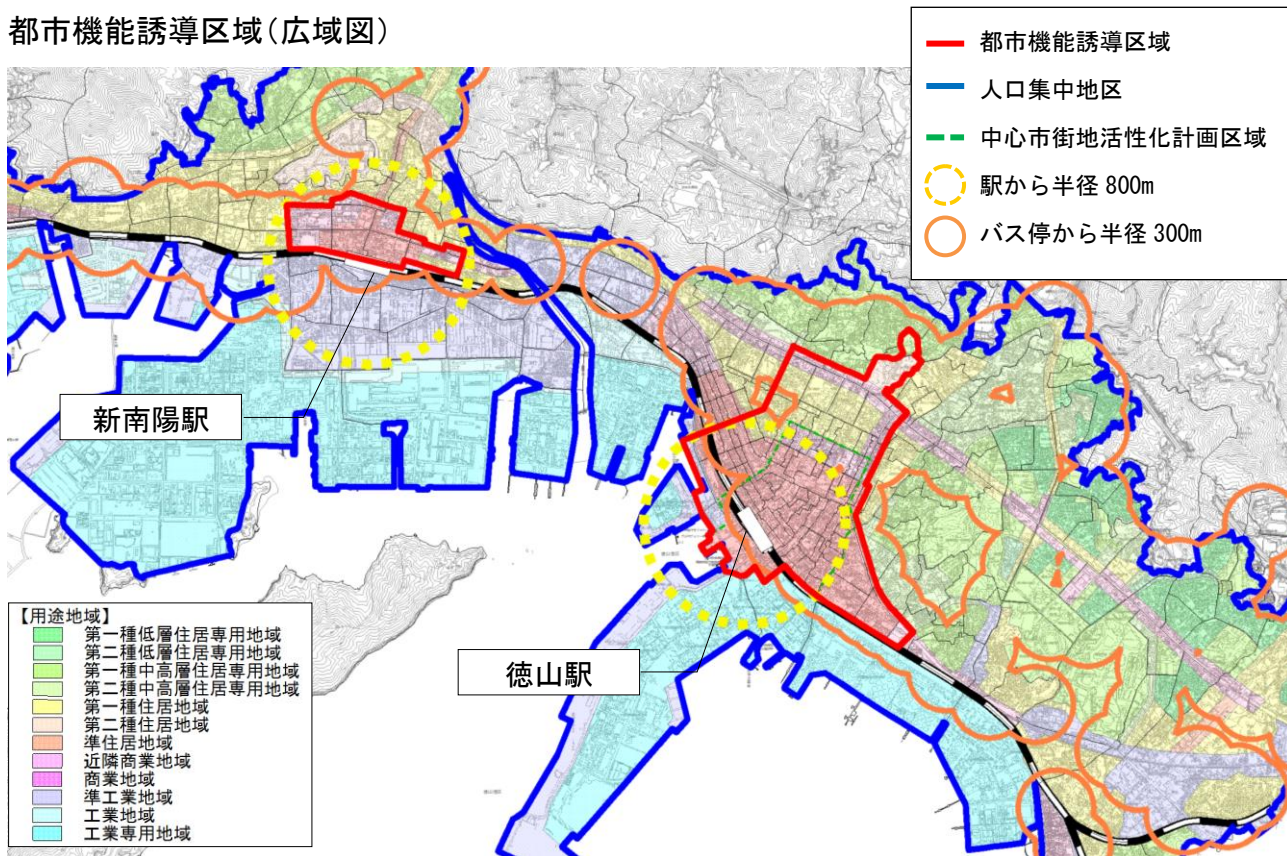 都市機能誘導区域(広域図)
都市機能誘導区域
人口集中地区
中心市街地活性化計画区域
駅から半径 800m
バス停から半径 300m
新南陽駅
徳山駅
【用途地域】
第一種低層住居専用地域
第二種低層住居専用地域
第一種中高層住居専用地域
第二種中高層住居専用地域
第一種住居地域
第二種住居地域
準住居地域
近隣商業地域
商業地域
準工業地域
工業地域
工業専用地域